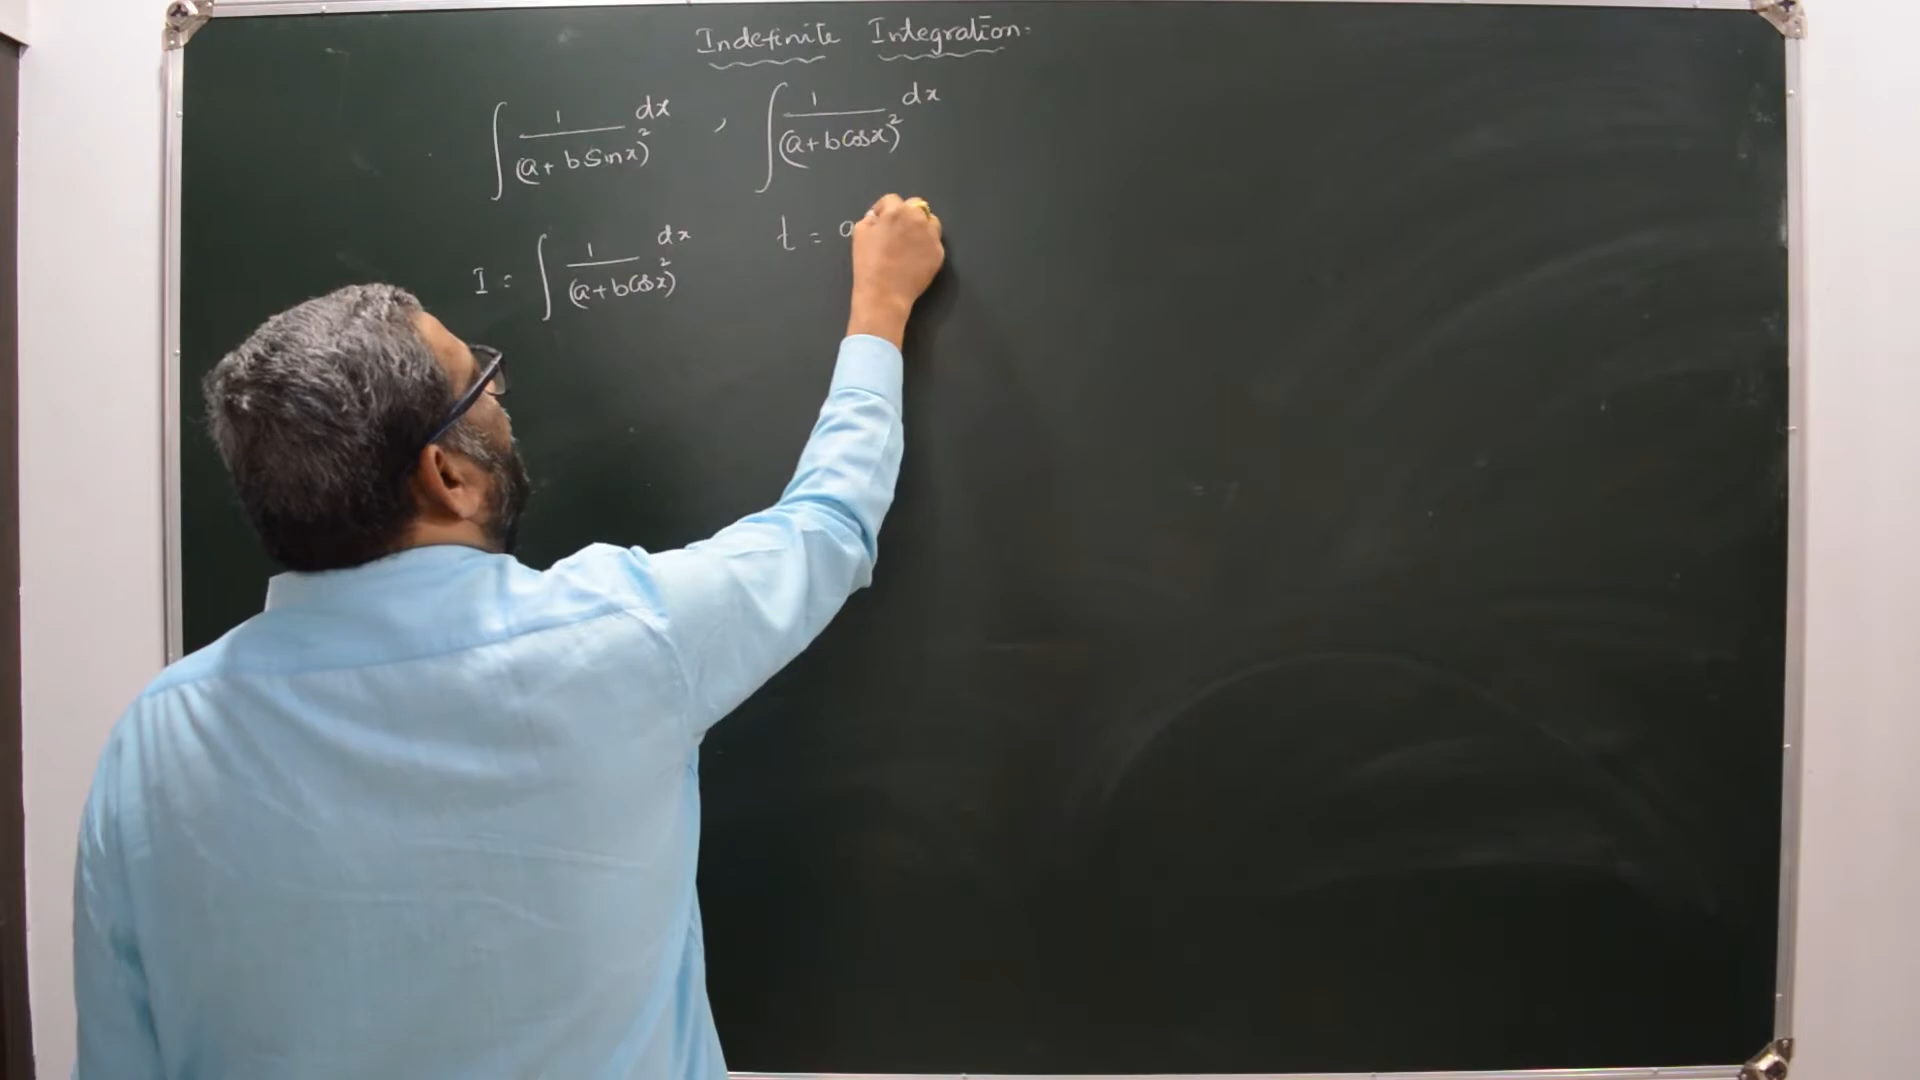 Indefinite Integration:
∫ 1/(a+bSinx)² dx , ∫ 1/(a+bCosx)² dx
I = ∫ 1/(a+bCosx)² dx t = a